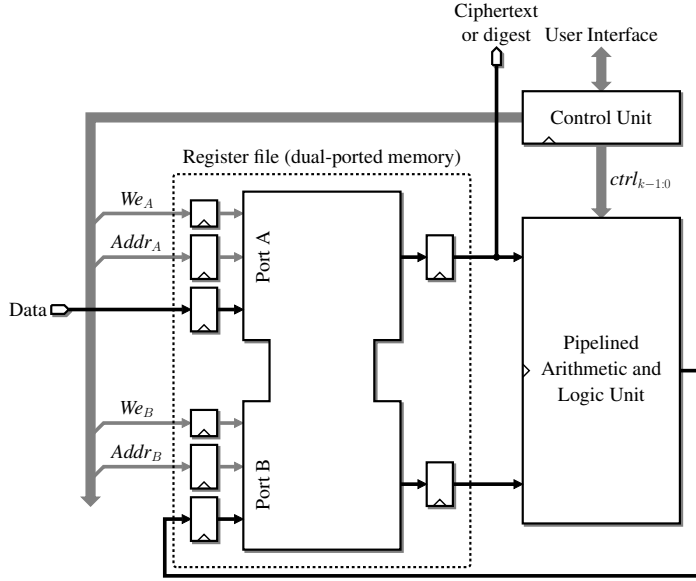 Ciphertext
or digest
User Interface
Control Unit
Register file (dual-ported memory)
ctrl_{k−1:0}
We_A
Addr_A
Port A
Data
Pipelined
Arithmetic and
Logic Unit
We_B
Addr_B
Port B